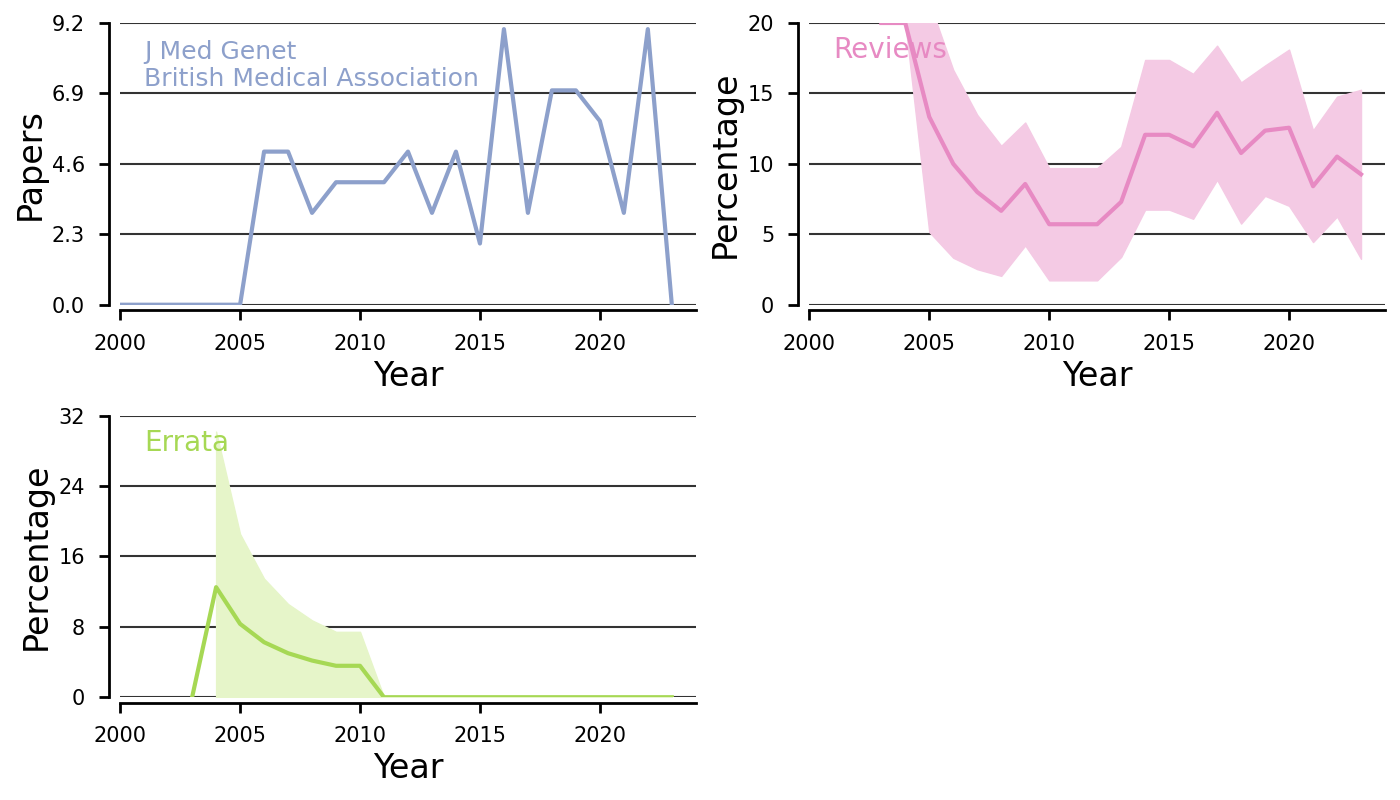 9.2
J Med Genet
British Medical Association
6.9
4.6
2.3
0.0
Papers
2000 2005 2010 2015 2020
Year
20
Reviews
15
10
5
0
Percentage
2000 2005 2010 2015 2020
Year
32
Errata
24
16
8
0
Percentage
2000 2005 2010 2015 2020
Year